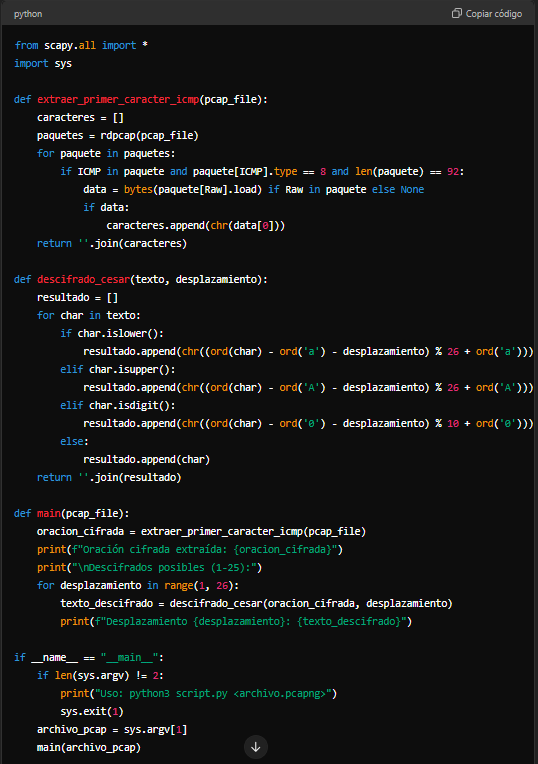 python
Copiar código
from scapy.all import *
import sys

def extraer_primer_caracter_icmp(pcap_file):
    caracteres = []
    paquetes = rdpcap(pcap_file)
    for paquete in paquetes:
        if ICMP in paquete and paquete[ICMP].type == 8 and len(paquete) == 92:
            data = bytes(paquete[Raw].load) if Raw in paquete else None
            if data:
                caracteres.append(chr(data[0]))
    return ''.join(caracteres)

def descifrado_cesar(texto, desplazamiento):
    resultado = []
    for char in texto:
        if char.islower():
            resultado.append(chr((ord(char) - ord('a') - desplazamiento) % 26 + ord('a')))
        elif char.isupper():
            resultado.append(chr((ord(char) - ord('A') - desplazamiento) % 26 + ord('A')))
        elif char.isdigit():
            resultado.append(chr((ord(char) - ord('0') - desplazamiento) % 10 + ord('0')))
        else:
            resultado.append(char)
    return ''.join(resultado)

def main(pcap_file):
    oracion_cifrada = extraer_primer_caracter_icmp(pcap_file)
    print(f"Oración cifrada extraída: {oracion_cifrada}")
    print("\nDescifrados posibles (1-25):")
    for desplazamiento in range(1, 26):
        texto_descifrado = descifrado_cesar(oracion_cifrada, desplazamiento)
        print(f"Desplazamiento {desplazamiento}: {texto_descifrado}")

if __name__ == "__main__":
    if len(sys.argv) != 2:
        print("Uso: python3 script.py <archivo.pcapng>")
        sys.exit(1)
    archivo_pcap = sys.argv[1]
    main(archivo_pcap)